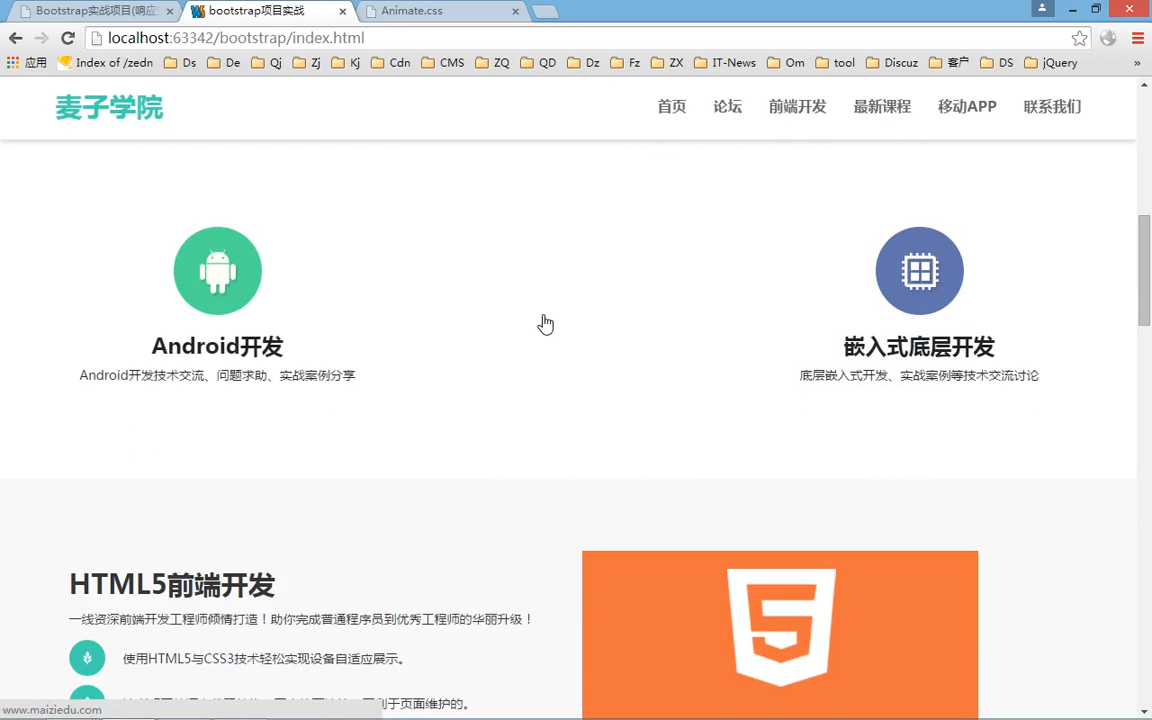 Bootstrap实战项目(响应
bootstrap项目实战
Animate.css
localhost:63342/bootstrap/index.html
应用
Index of /zedn
Ds
De
Qj
Zj
Kj
Cdn
CMS
ZQ
QD
Dz
Fz
ZX
IT-News
Om
tool
Discuz
客户
DS
jQuery
»
麦子学院
首页
论坛
前端开发
最新课程
移动APP
联系我们
Android开发
Android开发技术交流、问题求助、实战案例分享
嵌入式底层开发
底层嵌入式开发、实战案例等技术交流讨论
HTML5前端开发
一线资深前端开发工程师倾情打造！助你完成普通程序员到优秀工程师的华丽升级！
使用HTML5与CSS3技术轻松实现设备自适应展示。
利于页面维护的。
www.maiziedu.com